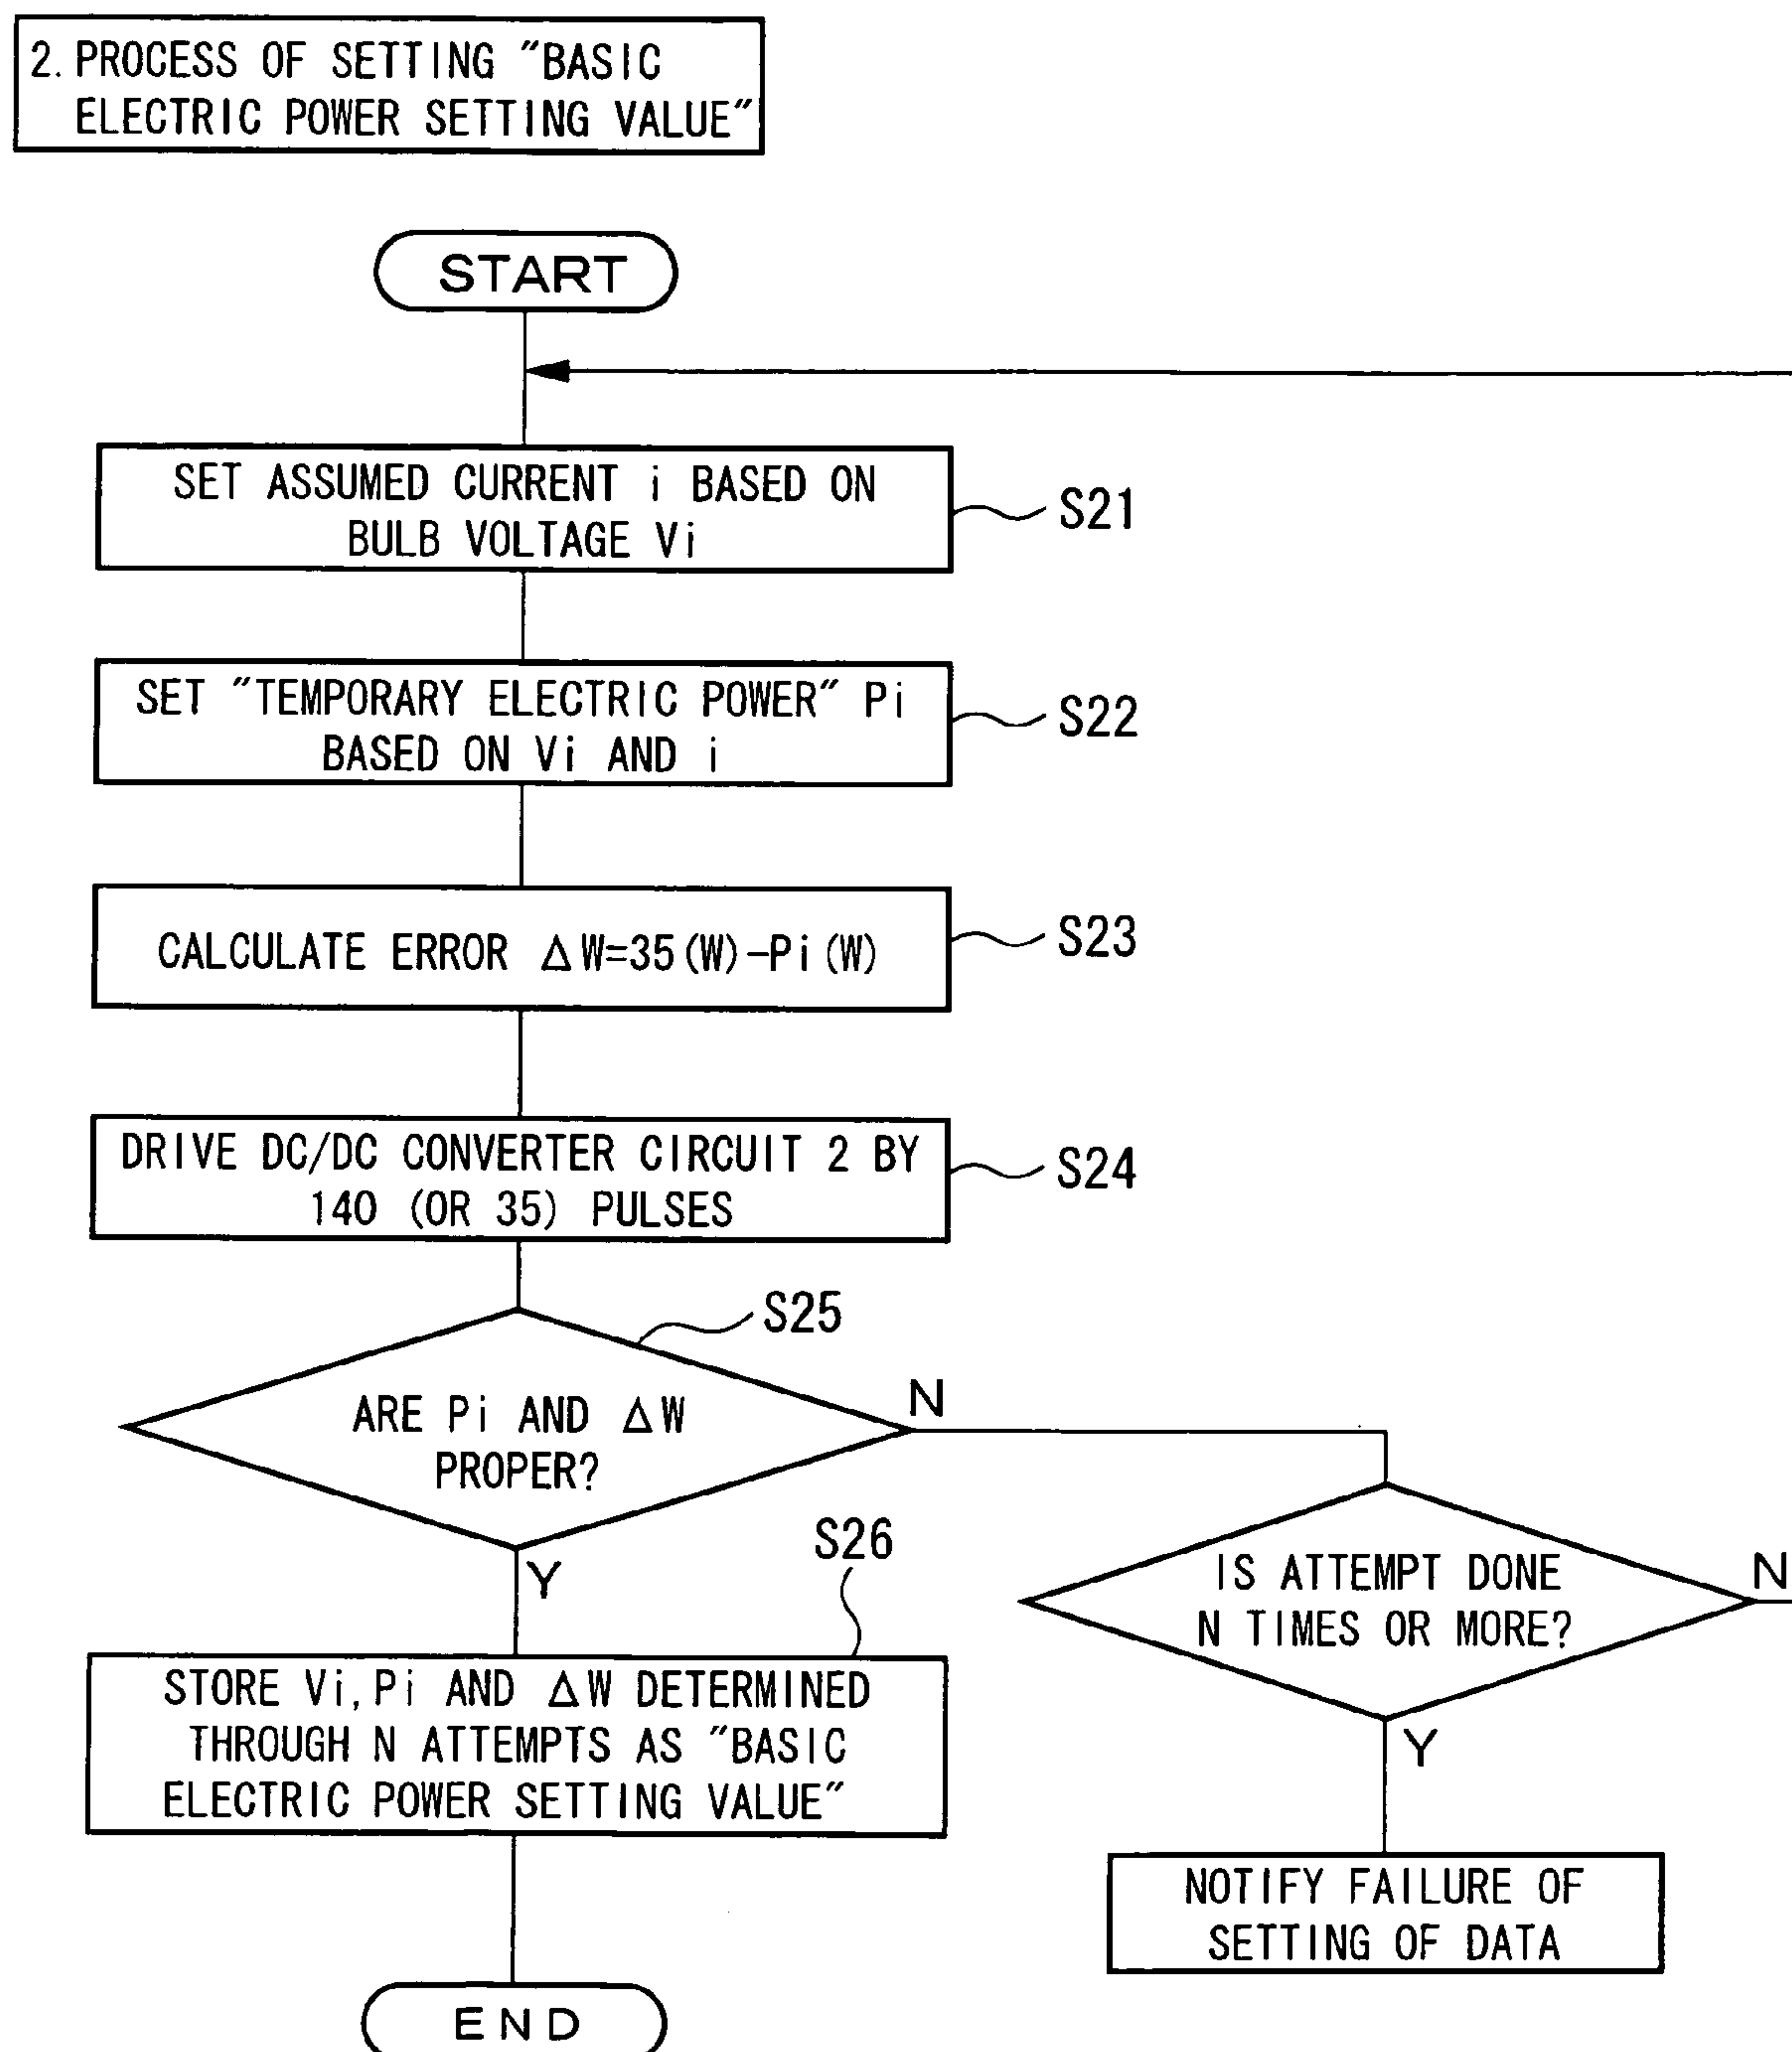 2. PROCESS OF SETTING "BASIC
ELECTRIC POWER SETTING VALUE"
START
SET ASSUMED CURRENT i BASED ON
BULB VOLTAGE Vi
S21
SET "TEMPORARY ELECTRIC POWER" Pi
BASED ON Vi AND i
S22
CALCULATE ERROR ΔW=35(W)-Pi(W)
S23
DRIVE DC/DC CONVERTER CIRCUIT 2 BY
140 (OR 35) PULSES
S24
S25
ARE Pi AND ΔW
PROPER?
N
Y
IS ATTEMPT DONE
N TIMES OR MORE?
N
Y
S26
STORE Vi, Pi AND ΔW DETERMINED
THROUGH N ATTEMPTS AS "BASIC
ELECTRIC POWER SETTING VALUE"
NOTIFY FAILURE OF
SETTING OF DATA
END